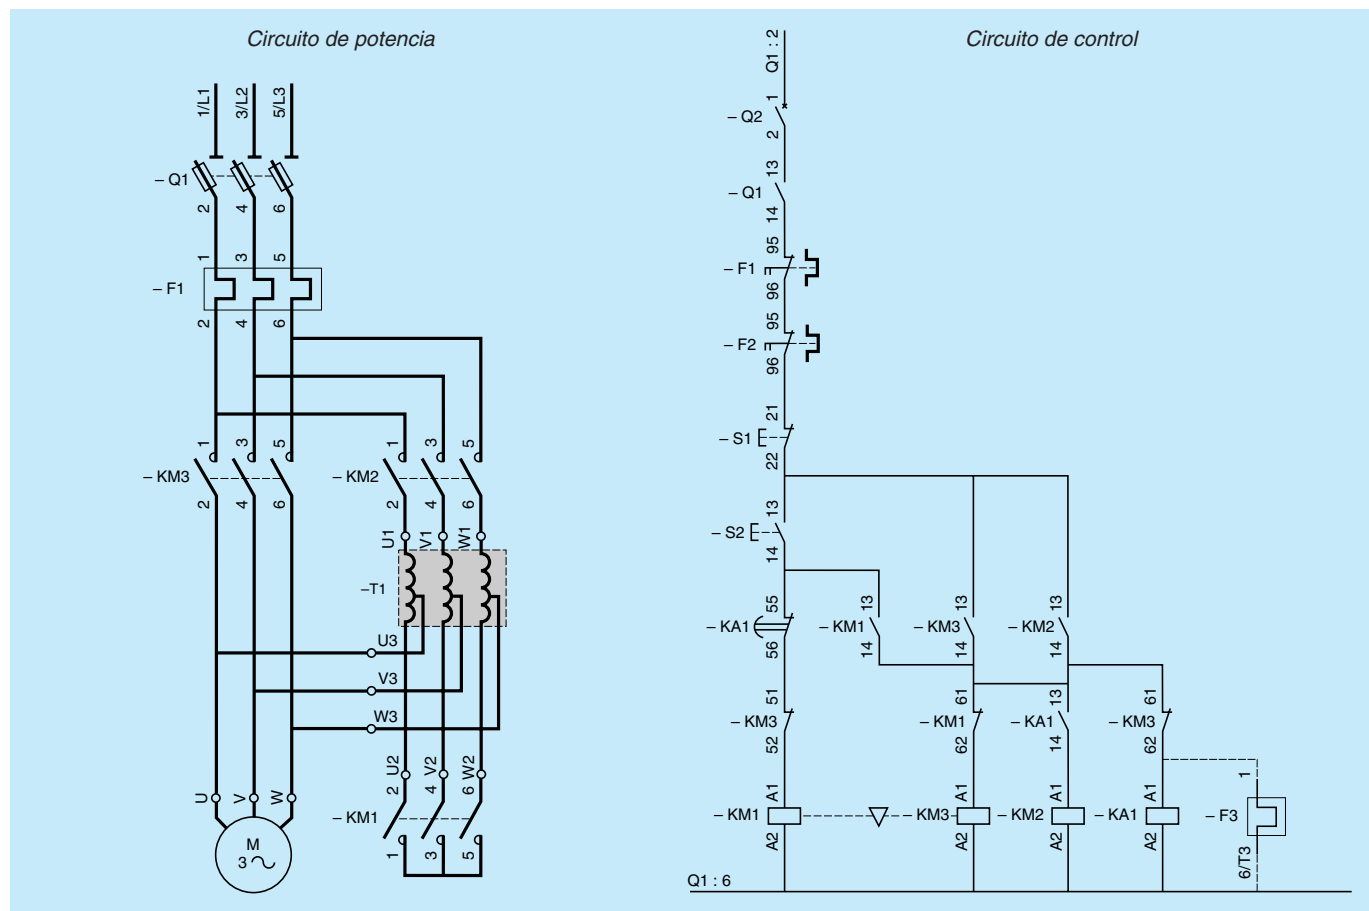 Circuito de potencia
1/L1
3/L2
5/L3
– Q1
2
4
6
1
3
5
– F1
2
4
6
– KM3
1
3
5
2
4
6
– KM2
1
3
5
2
4
6
U1
V1
W1
–T1
U3
V3
W3
U2
V2
W2
2
4
6
– KM1
1
3
5
U
V
W
M
3
Circuito de control
Q1 : 2
1
– Q2
2
13
– Q1
14
95
– F1
96
95
– F2
96
21
– S1
22
13
– S2
14
55
– KA1
56
13
– KM1
14
13
– KM3
14
13
– KM2
14
51
– KM3
52
61
– KM1
62
13
– KA1
14
61
– KM3
62
A1
– KM1
A2
A1
– KM3
A2
A1
– KM2
A2
A1
– KA1
A2
1
– F3
6/T3
Q1 : 6